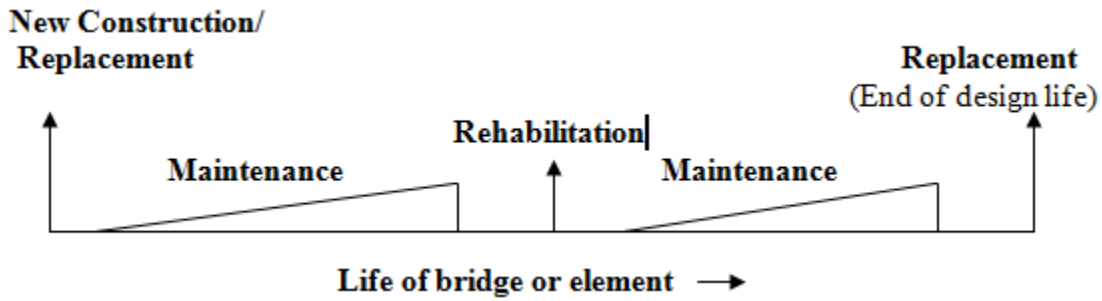 New Construction/
Replacement
Replacement
(End of design life)
Rehabilitation
Maintenance
Maintenance
Life of bridge or element